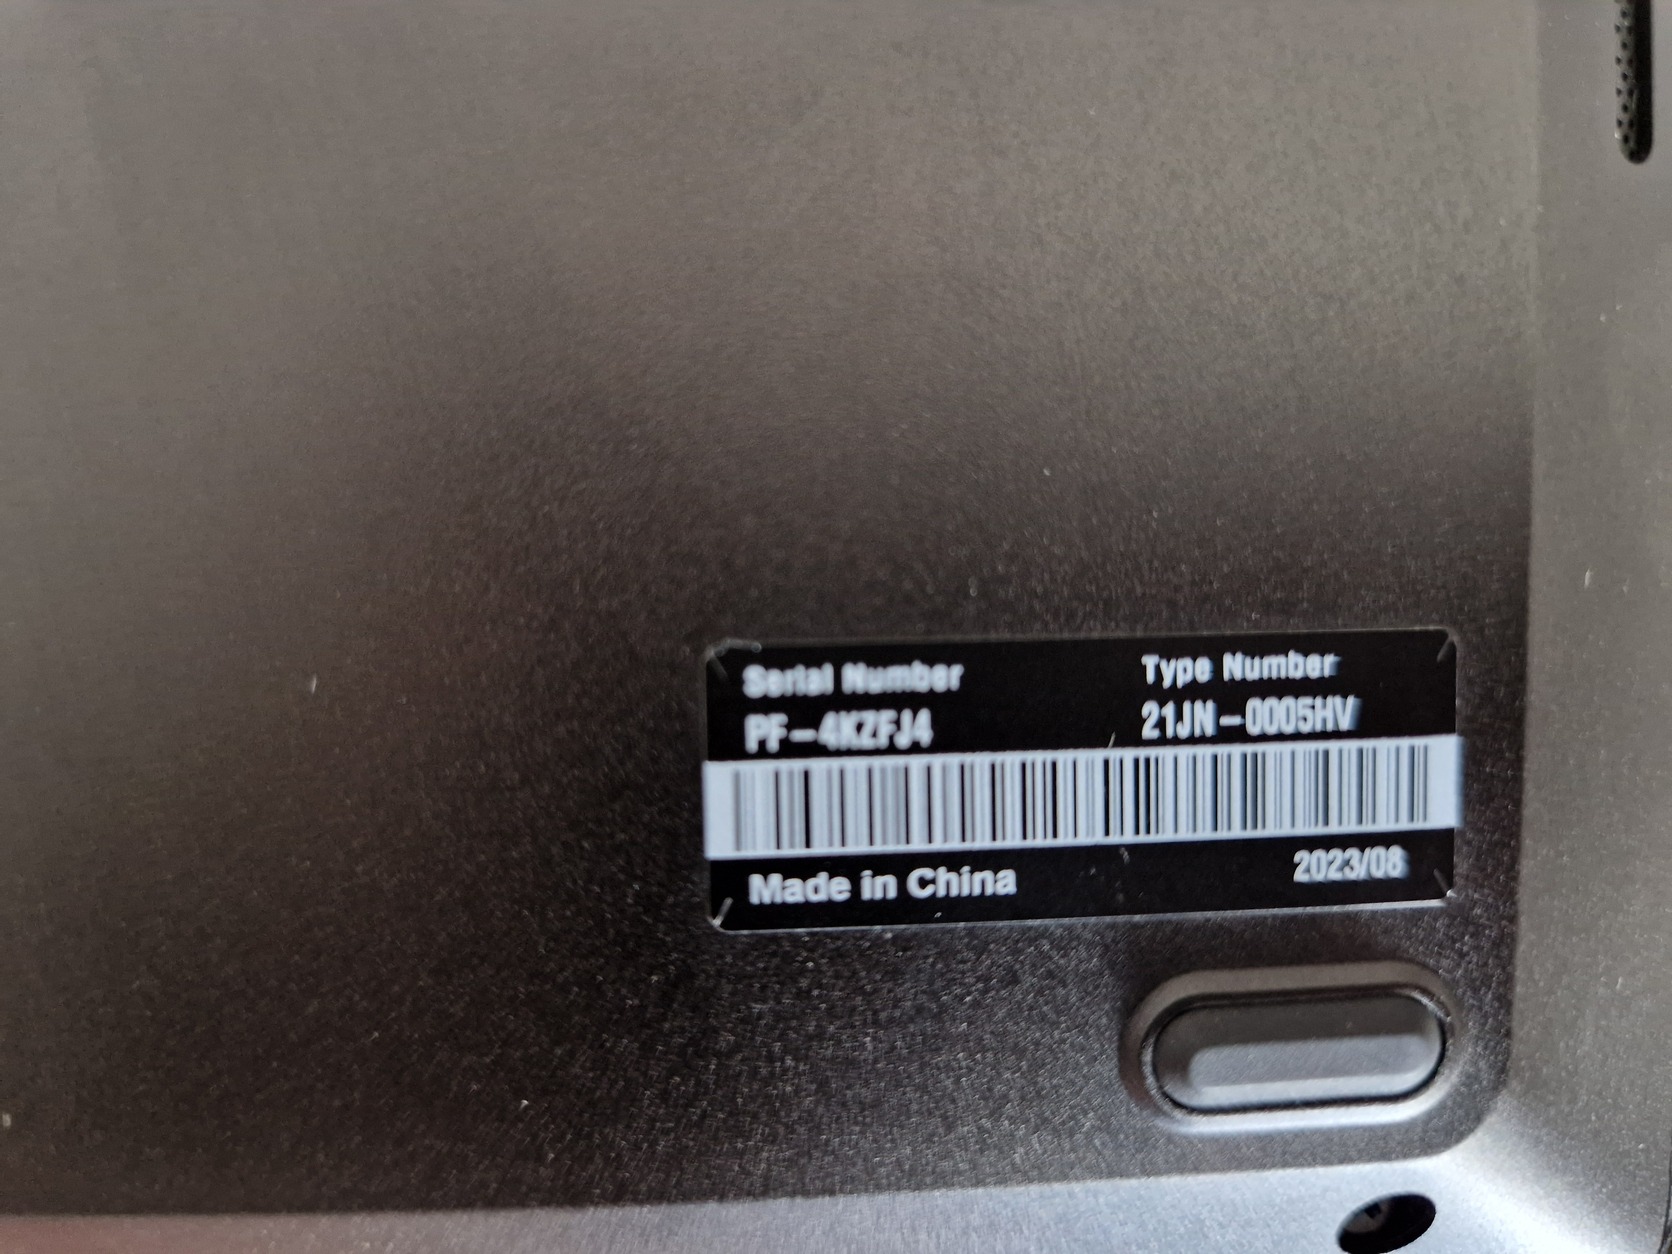 Serial Number
PF-4KZFJ4
Type Number
21JN-0005HV
Made in China
2023/08